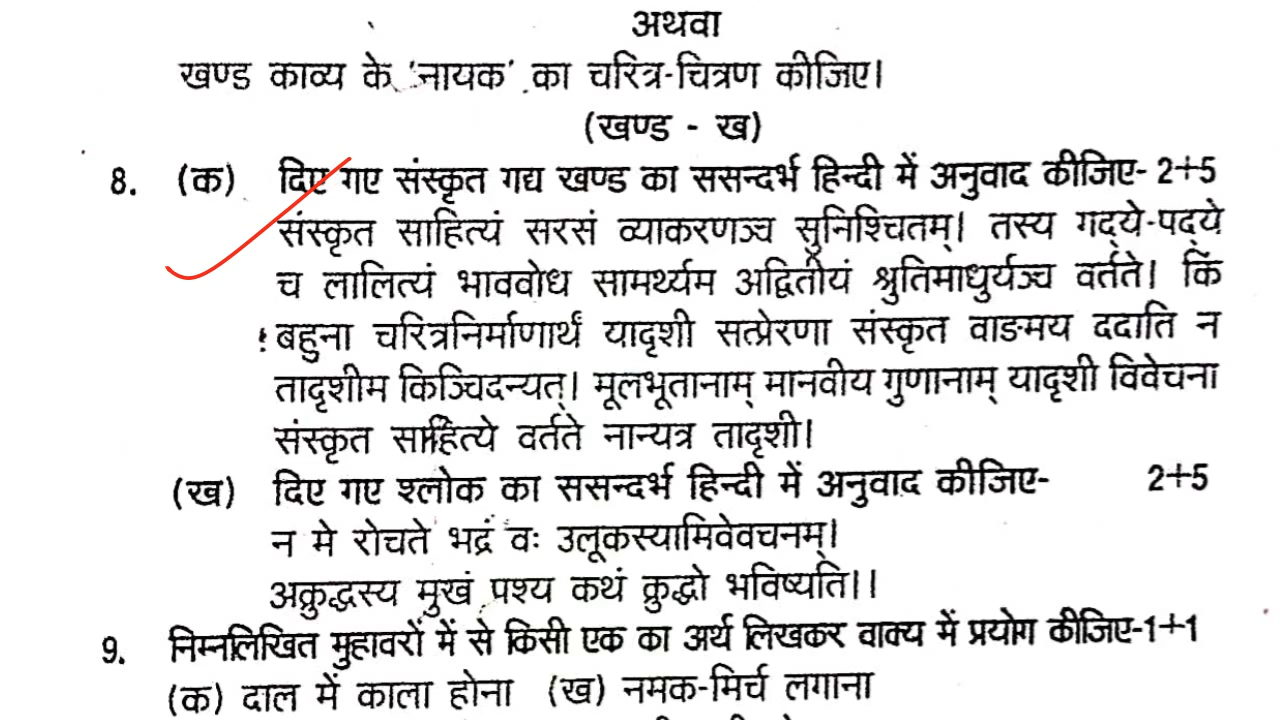 अथवा
खण्ड काव्य के 'नायक' का चरित्र-चित्रण कीजिए।
(खण्ड - ख)
8. (क) दिए गए संस्कृत गद्य खण्ड का ससन्दर्भ हिन्दी में अनुवाद कीजिए- 2+5
संस्कृत साहित्यं सरसं व्याकरणञ्च सुनिश्चितम्। तस्य गद्ये-पद्ये
च लालित्यं भाववोध सामर्थ्यम अद्वितीयं श्रुतिमाधुर्यञ्च वर्तते। किं
बहुना चरित्रनिर्माणार्थं यादृशी सत्प्रेरणा संस्कृत वाङमय ददाति न
तादृशीम किञ्चिदन्यत्। मूलभूतानाम् मानवीय गुणानाम् यादृशी विवेचना
संस्कृत साहित्ये वर्तते नान्यत्र तादृशी।
(ख) दिए गए श्लोक का ससन्दर्भ हिन्दी में अनुवाद कीजिए- 2+5
न मे रोचते भद्रं वः उलूकस्यामिवेवचनम्।
अक्रुद्धस्य मुखं पश्य कथं क्रुद्धो भविष्यति।।
9. निम्नलिखित मुहावरों में से किसी एक का अर्थ लिखकर वाक्य में प्रयोग कीजिए-1+1
(क) दाल में काला होना (ख) नमक-मिर्च लगाना